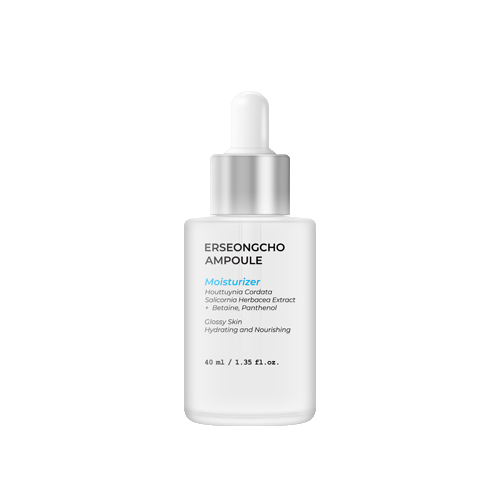 ERSEONGCHO
AMPOULE
Moisturizer
Houttuynia Cordata
Salicornia Herbacea Extract
+ Betaine, Panthenol
Glossy Skin
Hydrating and Nourishing
40 ml / 1.35 fl.oz.